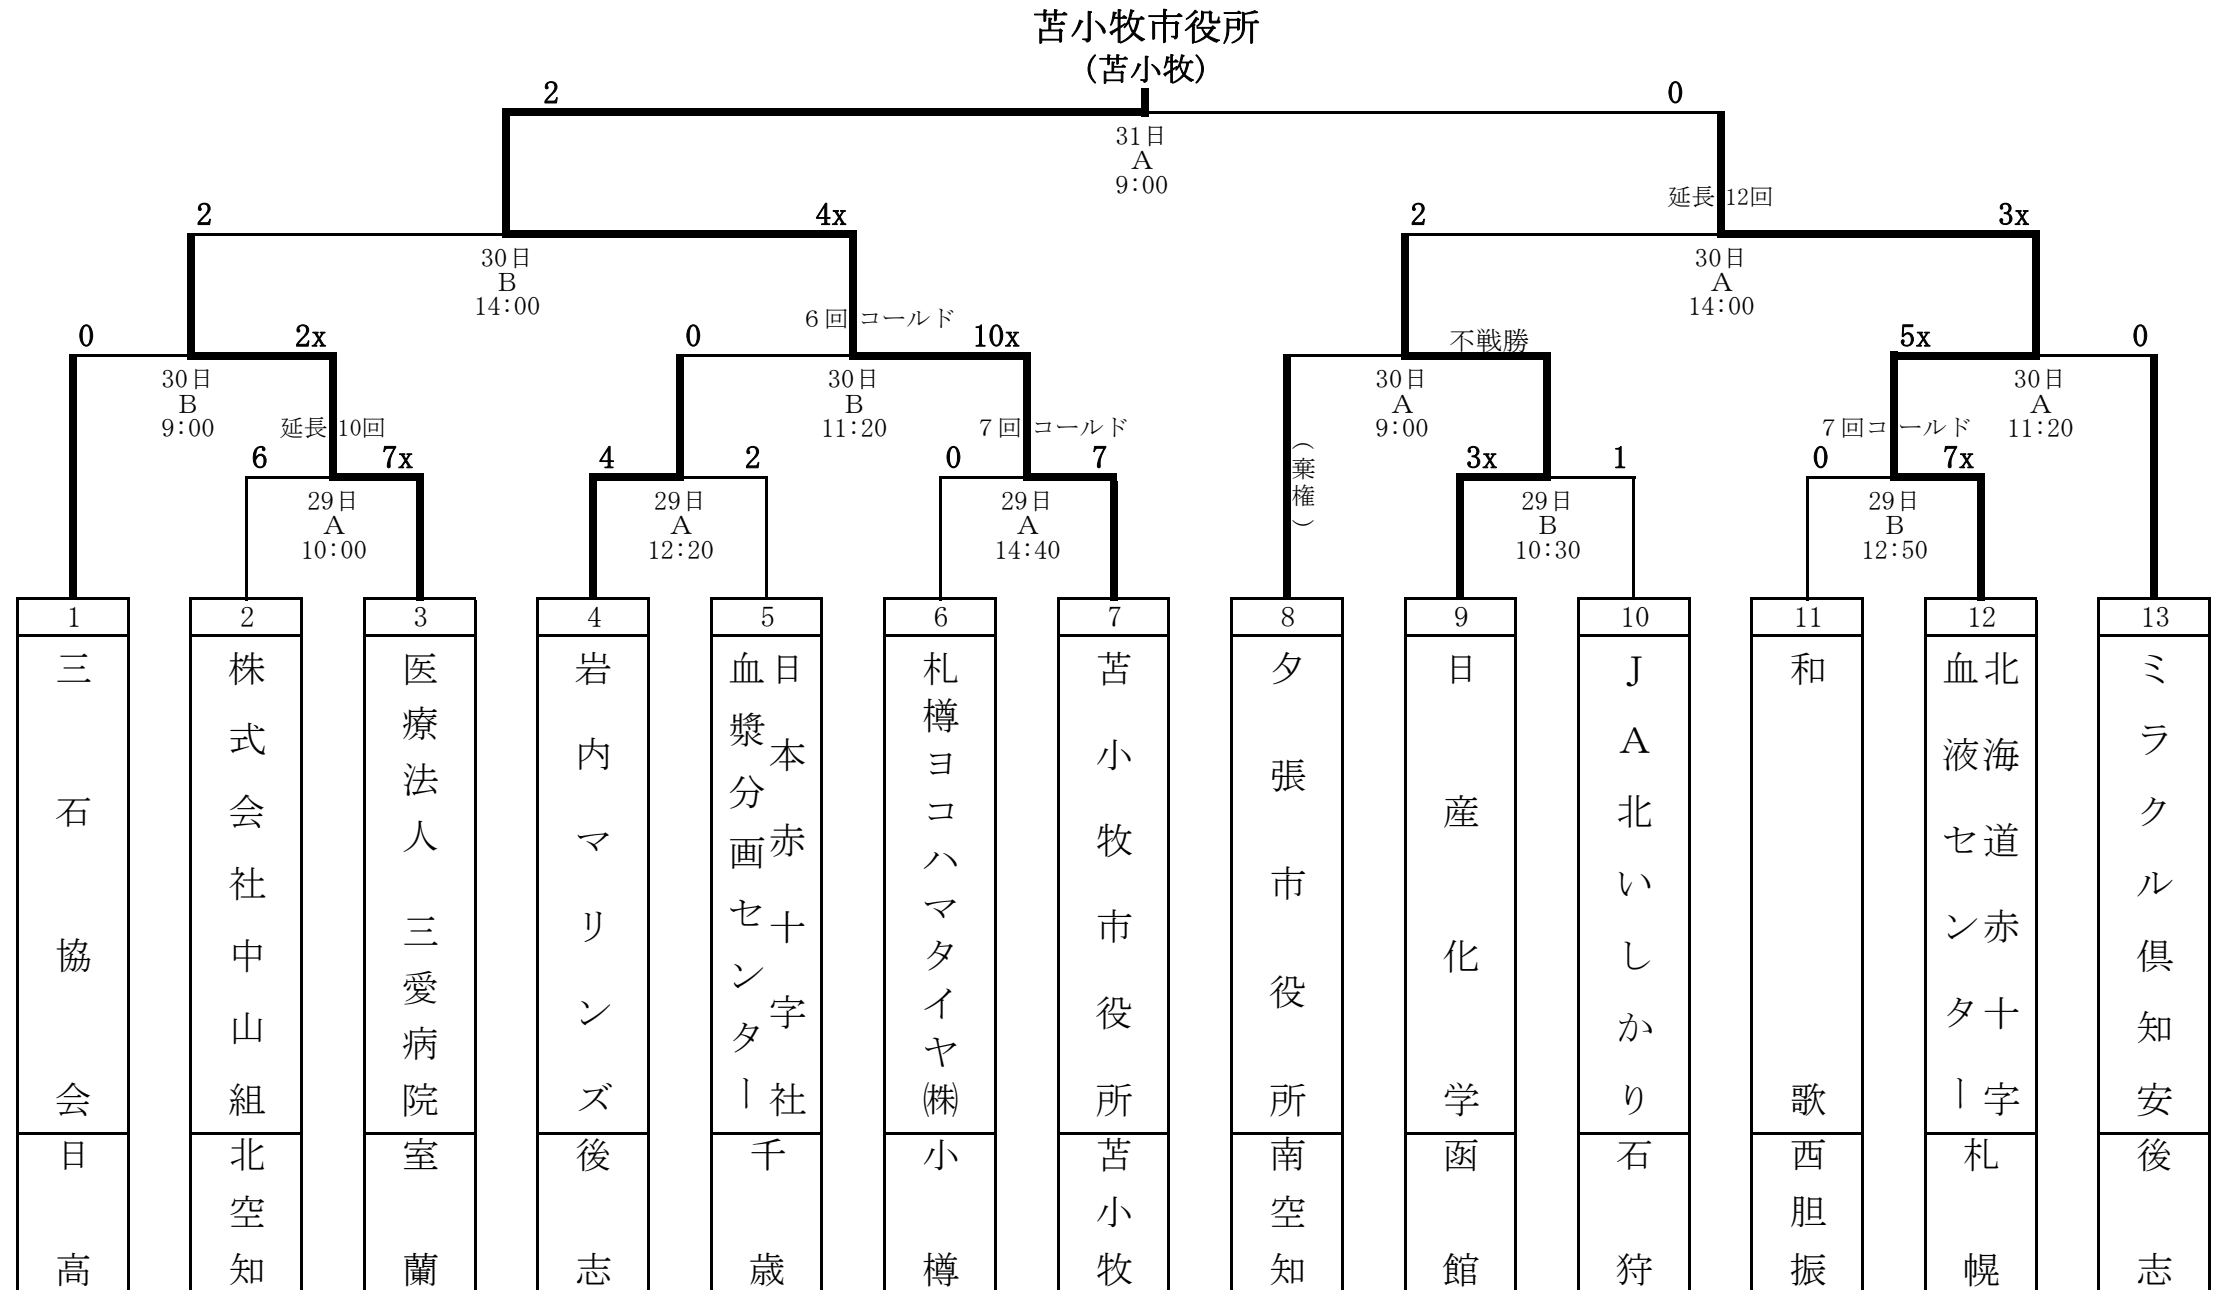 苫小牧市役所
(苫小牧)
2
0
31日
A
9:00
延長 12回
2
4x
2
3x
30日
B
14:00
30日
A
14:00
6回 コールド
不戦勝
0
2x
0
10x
5x
0
30日
B
9:00
30日
B
11:20
30日
A
9:00
30日
A
11:20
延長 10回
7回 コールド
7回コールド
(棄権)
6
7x
4
2
0
7
3x
1
0
7x
29日
A
10:00
29日
A
12:20
29日
A
14:40
29日
B
10:30
29日
B
12:50
1
三石協会
日高
2
株式会社中山組
北空知
3
医療法人 三愛病院
室蘭
4
岩内マリンズ
後志
5
日本赤十字社
血漿分画センター
千歳
6
札樽ヨコハマタイヤ㈱
小樽
7
苫小牧市役所
苫小牧
8
夕張市役所
南空知
9
日産化学
函館
10
JA北いしかり
石狩
11
和歌
西胆振
12
北海道赤十字
血液センター
札幌
13
ミラクル倶知安
後志